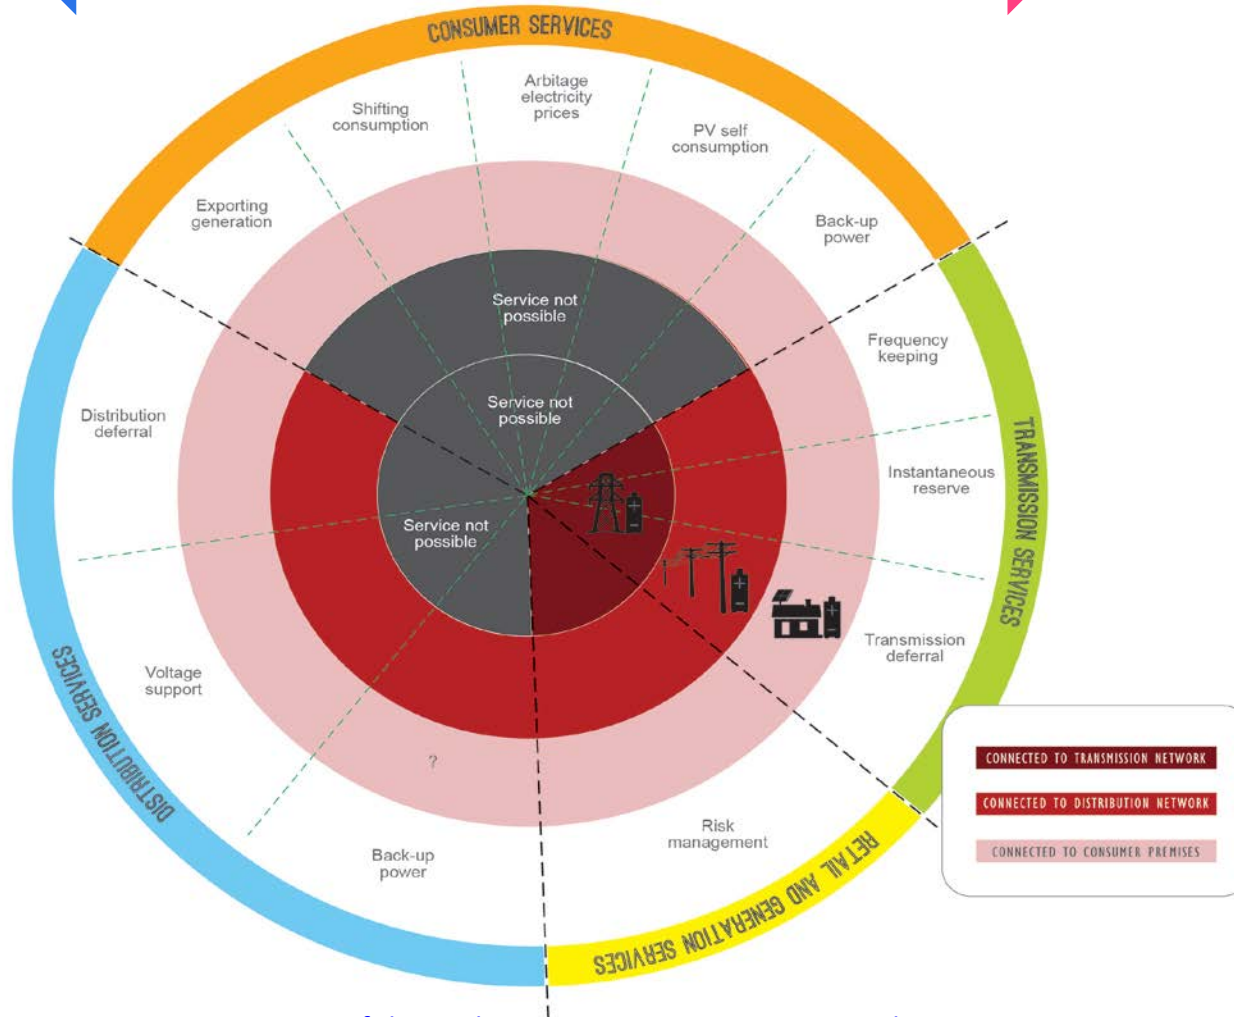 CONSUMER SERVICES
Arbitage
electricity
prices
Shifting
consumption
PV self
consumption
Exporting
generation
Back-up
power
Service not
possible
Frequency
keeping
Service not
possible
Distribution
deferral
TRANSMISSION SERVICES
Instantaneous
reserve
Service not
possible
Transmission
deferral
Voltage
support
DISTRIBUTION SERVICES
?
Risk
management
Back-up
power
RETAIL AND GENERATION SERVICES
CONNECTED TO TRANSMISSION NETWORK
CONNECTED TO DISTRIBUTION NETWORK
CONNECTED TO CONSUMER PREMISES